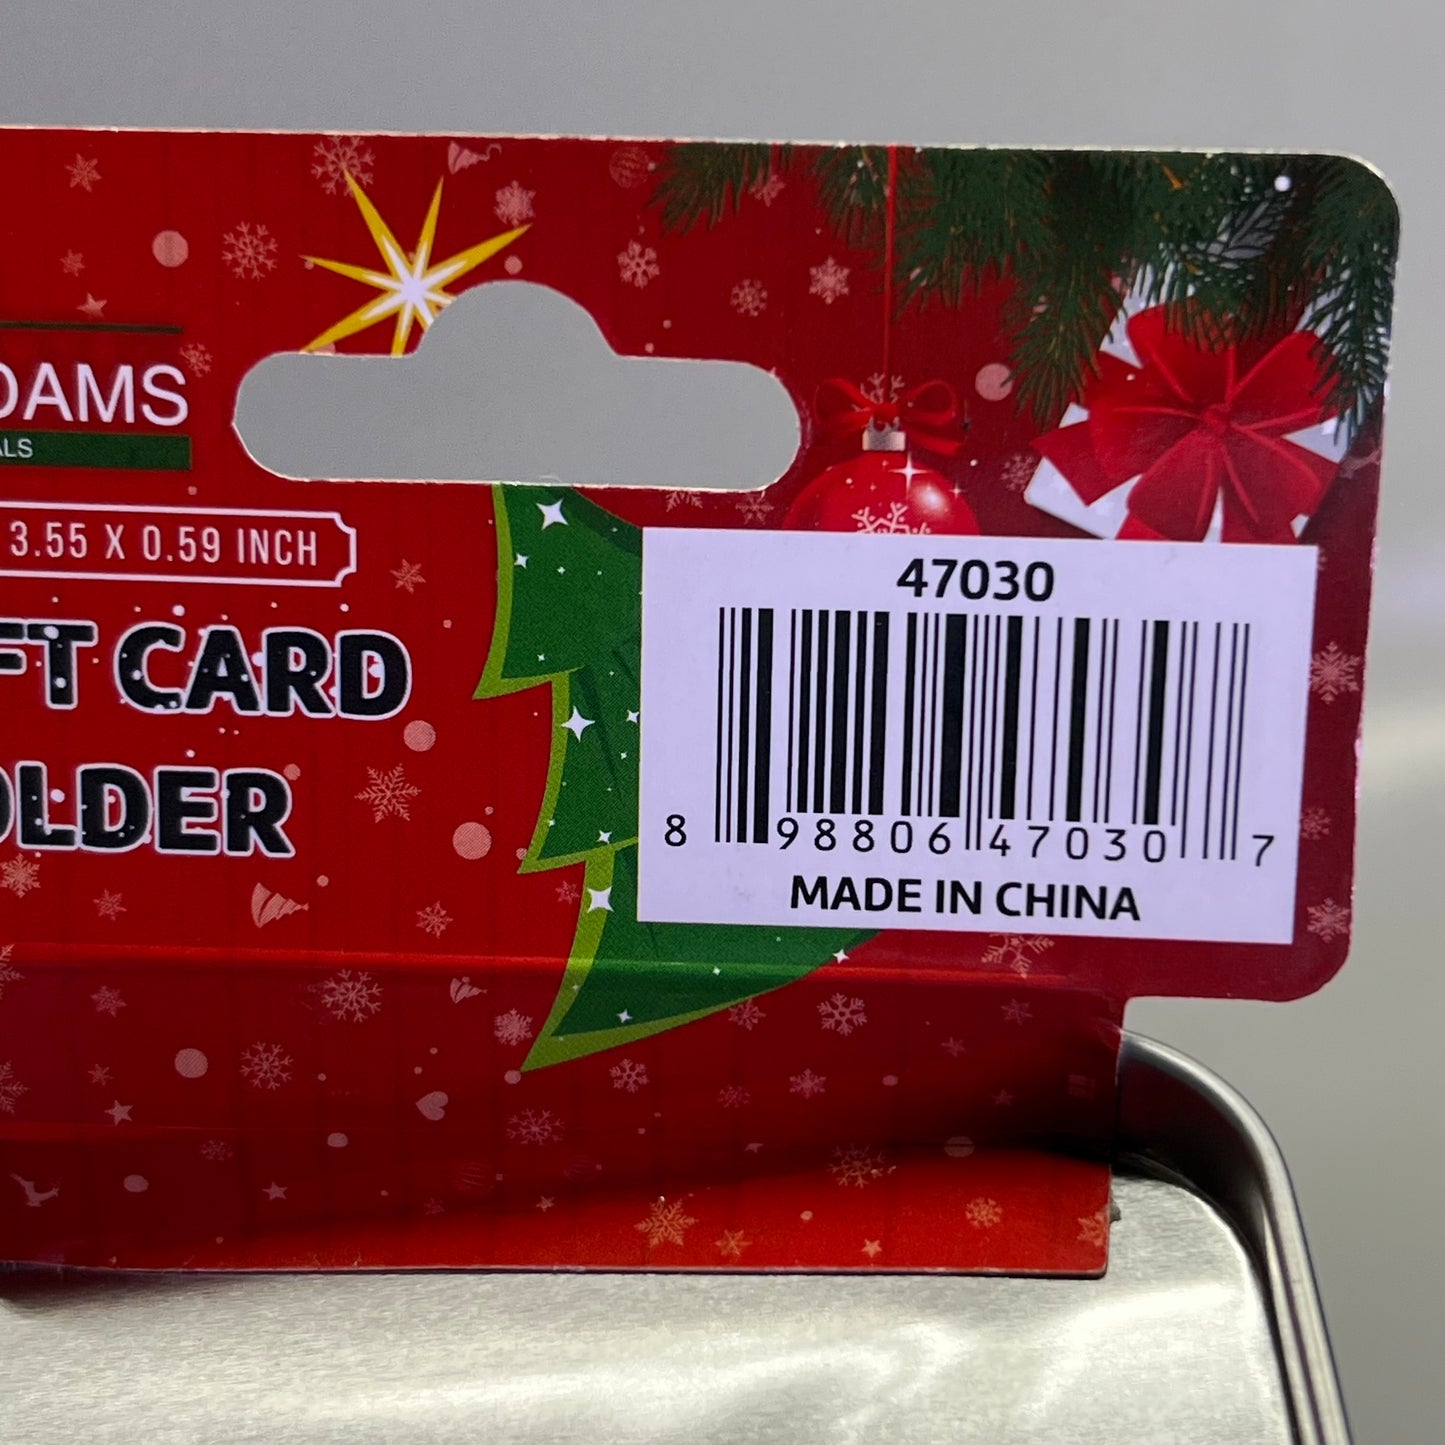 DAMS
ALS
3.55 X 0.59 INCH
FT CARD
OLDER
47030
8 98806 47030 7
MADE IN CHINA